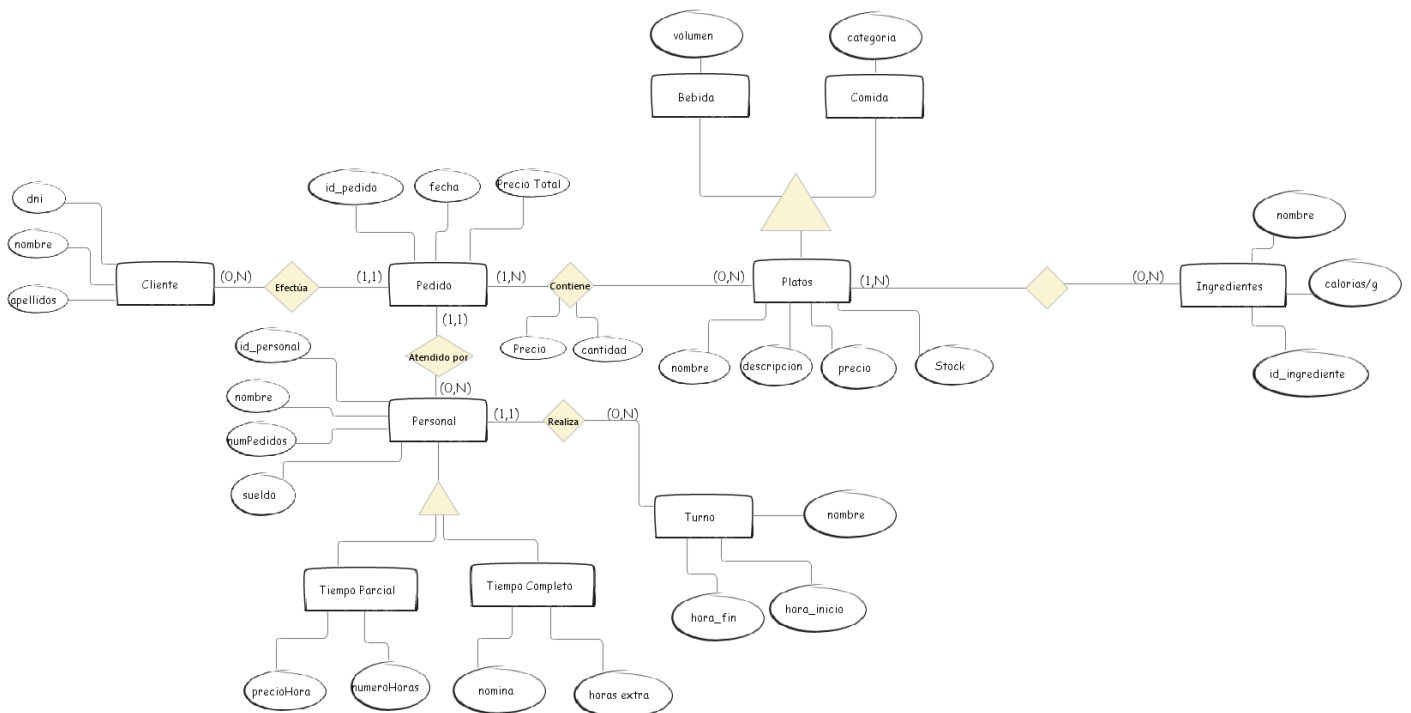 volumen
categoria
Bebida
Comida
dni
id_pedido
fecha
Precio Total
nombre
nombre
apellidos
Cliente
(0,N)
Efectúa
(1,1)
Pedido
(1,N)
Contiene
(0,N)
Platos
(1,N)
(0,N)
Ingredientes
calorias/g
(1,1)
id_personal
Atendido por
Precio
cantidad
nombre
descripcion
precio
Stock
id_ingrediente
(0,N)
nombre
Personal
(1,1)
Realiza
(0,N)
numPedidos
sueldo
Turno
nombre
Tiempo Parcial
Tiempo Completo
hora_fin
hora_inicio
precioHora
numeroHoras
nomina
horas extra